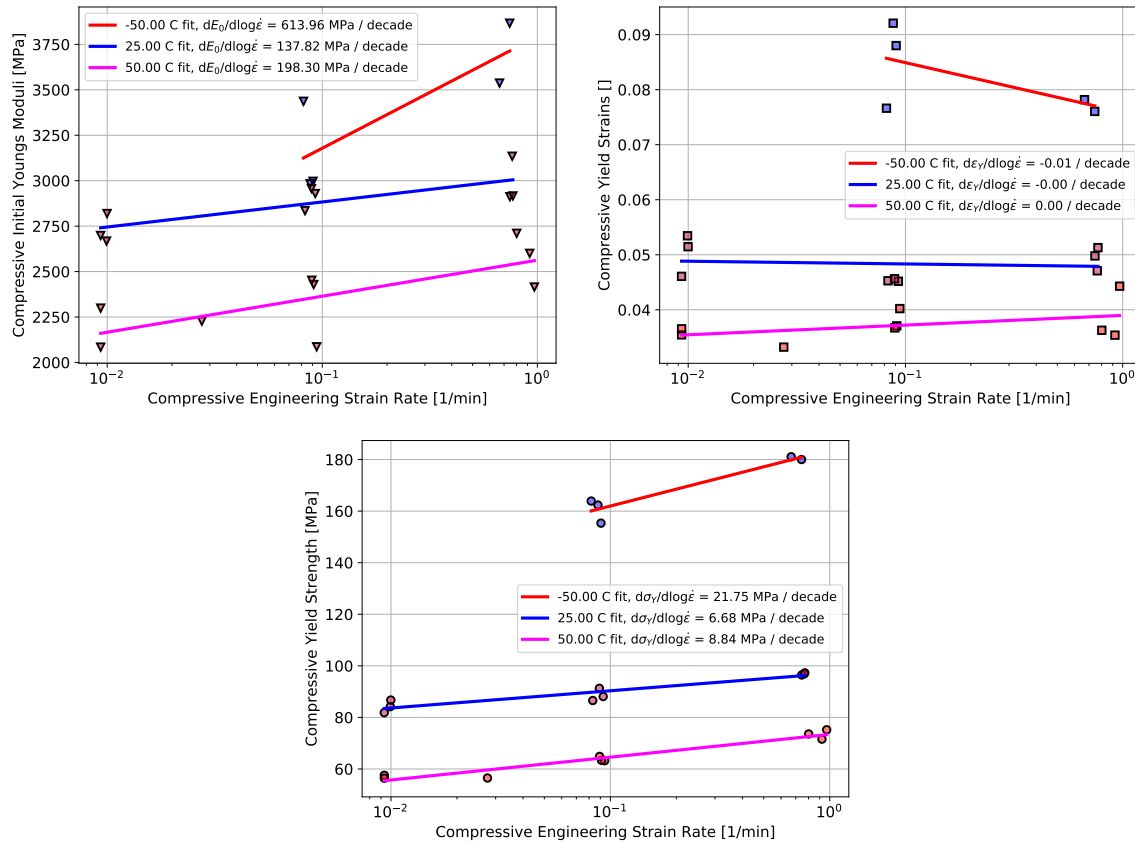 -50.00 C fit, dE₀/dlogε̇ = 613.96 MPa / decade
25.00 C fit, dE₀/dlogε̇ = 137.82 MPa / decade
50.00 C fit, dE₀/dlogε̇ = 198.30 MPa / decade
Compressive Initial Youngs Moduli [MPa]
3750
3500
3250
3000
2750
2500
2250
2000
10⁻² 10⁻¹ 10⁰
Compressive Engineering Strain Rate [1/min]
-50.00 C fit, dε_Y/dlogε̇ = -0.01 / decade
25.00 C fit, dε_Y/dlogε̇ = -0.00 / decade
50.00 C fit, dε_Y/dlogε̇ = 0.00 / decade
Compressive Yield Strains []
0.09
0.08
0.07
0.06
0.05
0.04
10⁻² 10⁻¹ 10⁰
Compressive Engineering Strain Rate [1/min]
-50.00 C fit, dσ_Y/dlogε̇ = 21.75 MPa / decade
25.00 C fit, dσ_Y/dlogε̇ = 6.68 MPa / decade
50.00 C fit, dσ_Y/dlogε̇ = 8.84 MPa / decade
Compressive Yield Strength [MPa]
180
160
140
120
100
80
60
10⁻² 10⁻¹ 10⁰
Compressive Engineering Strain Rate [1/min]